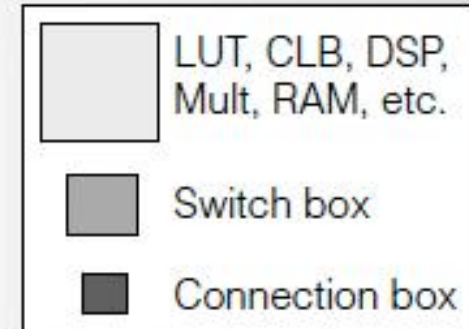 LUT, CLB, DSP,
Mult, RAM, etc.
Switch box
Connection box